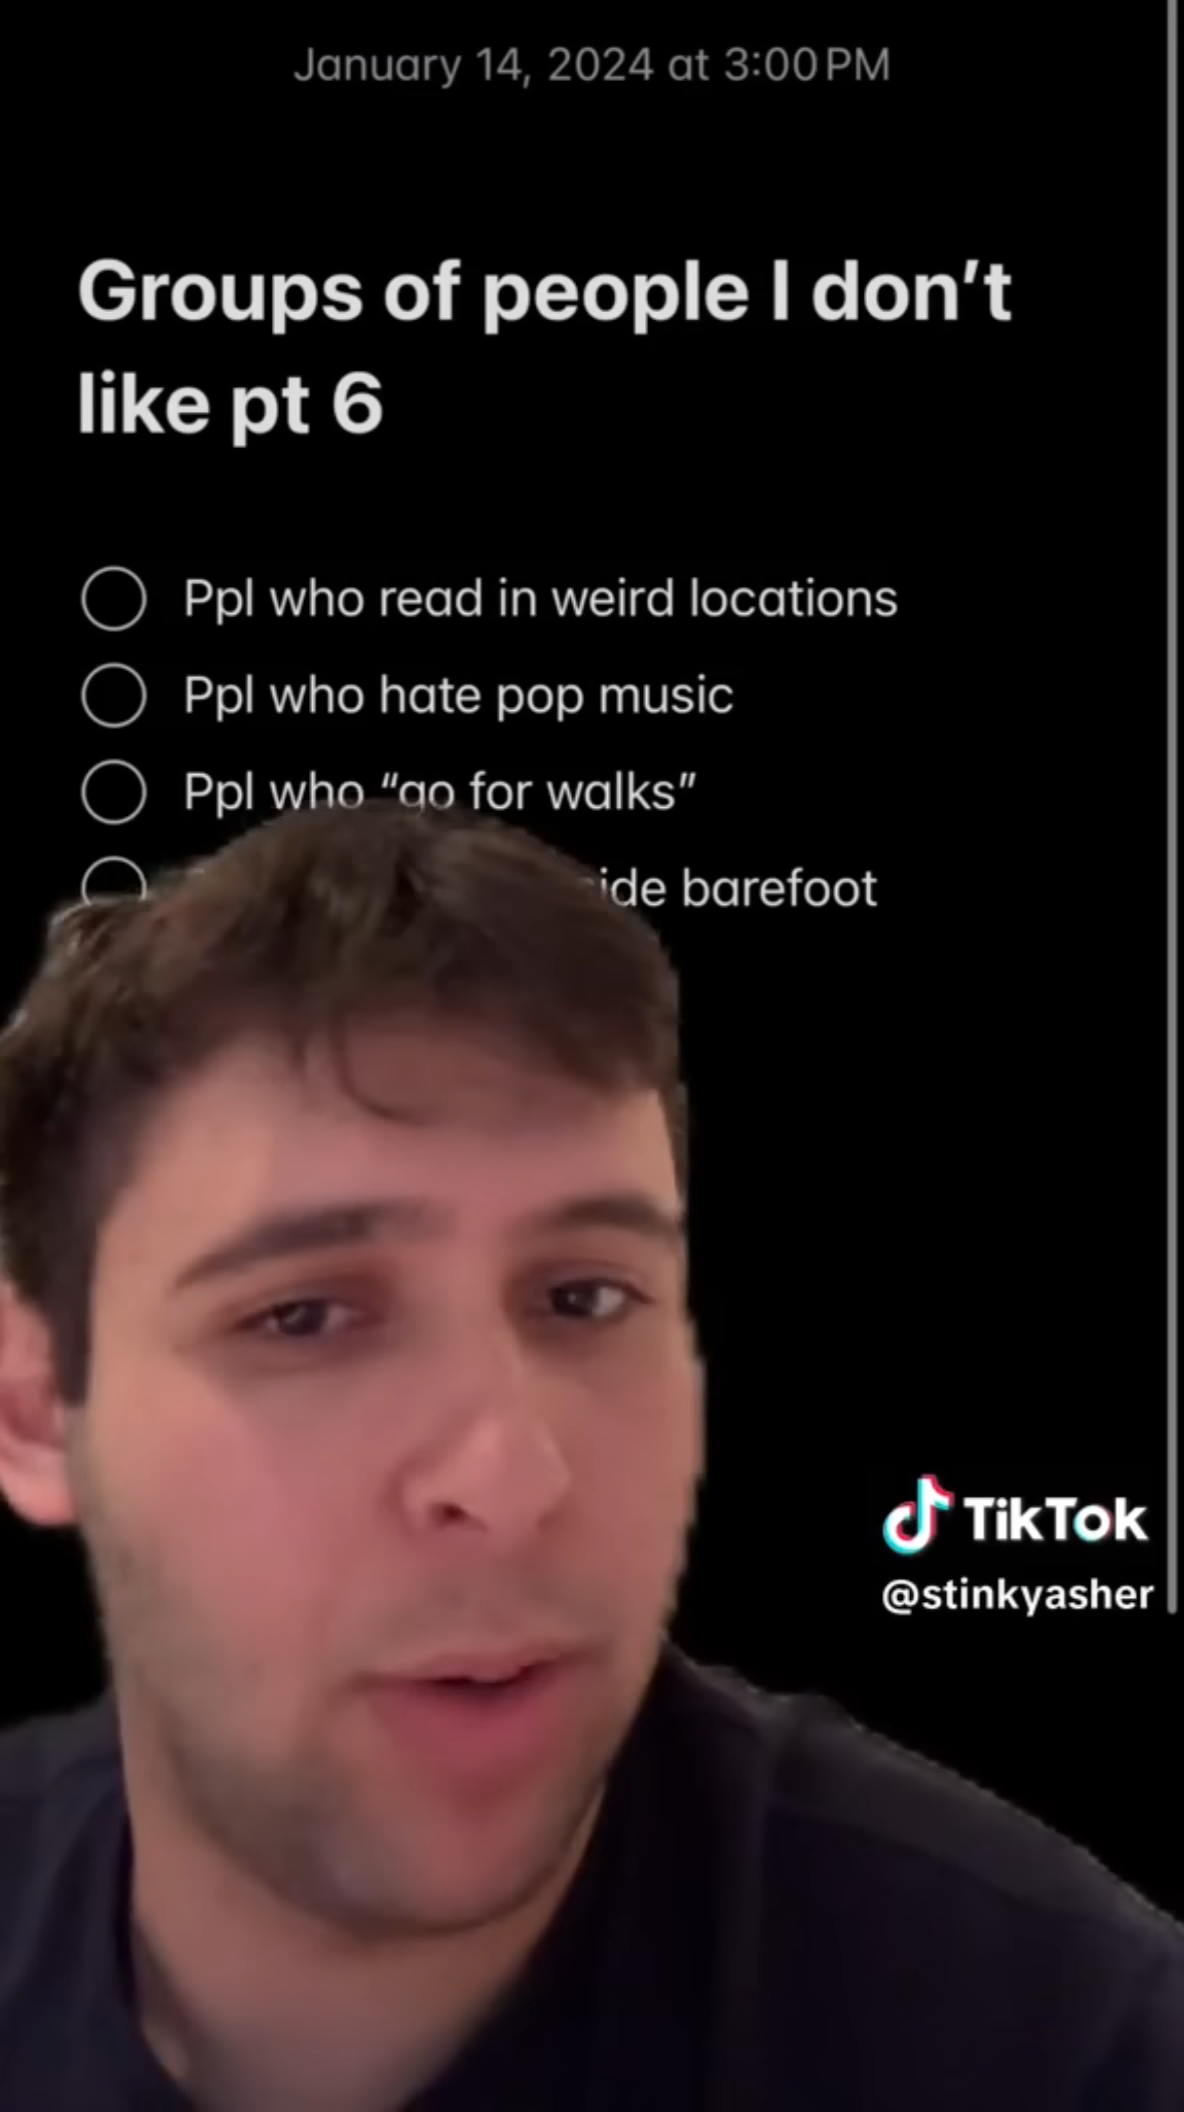 January 14, 2024 at 3:00 PM
Groups of people I don’t
like pt 6
Ppl who read in weird locations
Ppl who hate pop music
Ppl who “go for walks”
barefoot
TikTok
@stinkyasher